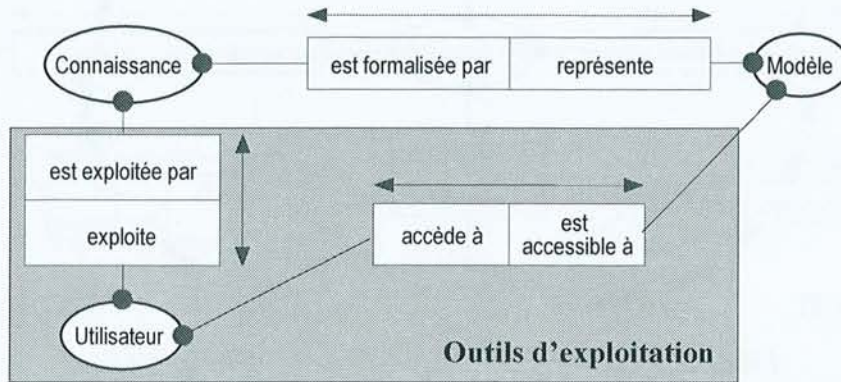 Connaissance
est formalisée par
représente
Modèle
est exploitée par
exploite
accède à
est
accessible à
Utilisateur
Outils d'exploitation